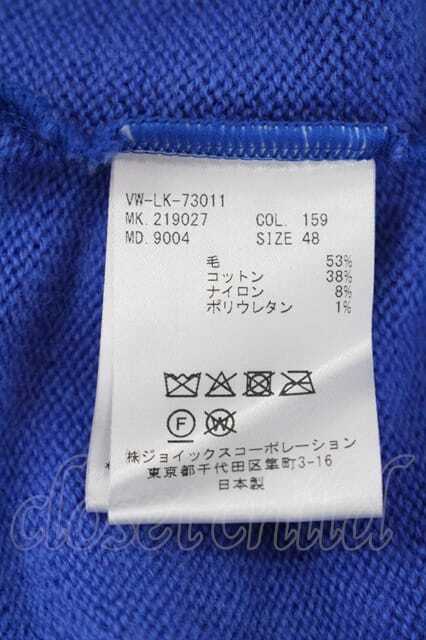 VW-LK-73011
MK. 219027 COL. 159
MD. 9004 SIZE 48
毛 53%
コットン 38%
ナイロン 8%
ポリウレタン 1%
F W
㈱ジョイックスコーポレーション
東京都千代田区隼町3-16
日本製
closet child